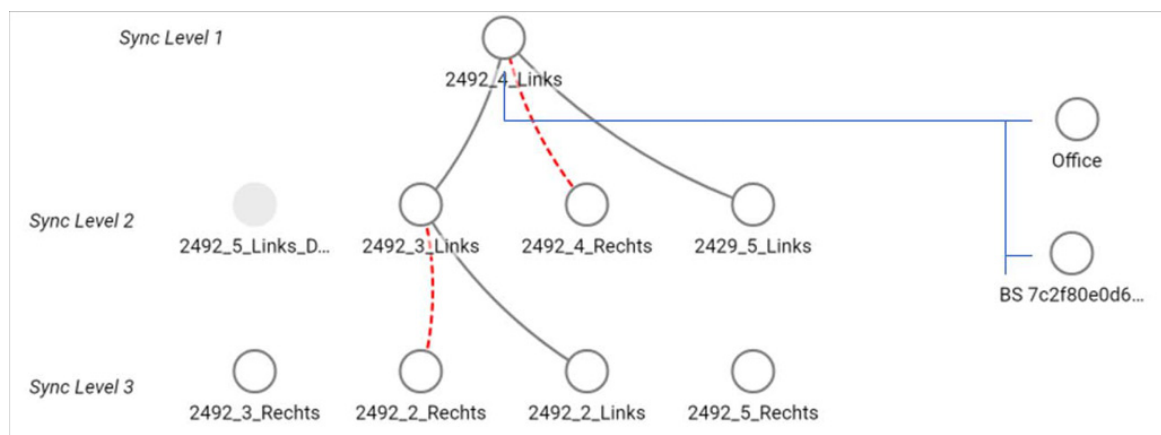 Sync Level 1
2492_4_Links
Office
Sync Level 2
2492_5_Links_D...
2492_3_Links
2492_4_Rechts
2429_5_Links
BS 7c2f80e0d6...
Sync Level 3
2492_3_Rechts
2492_2_Rechts
2492_2_Links
2492_5_Rechts